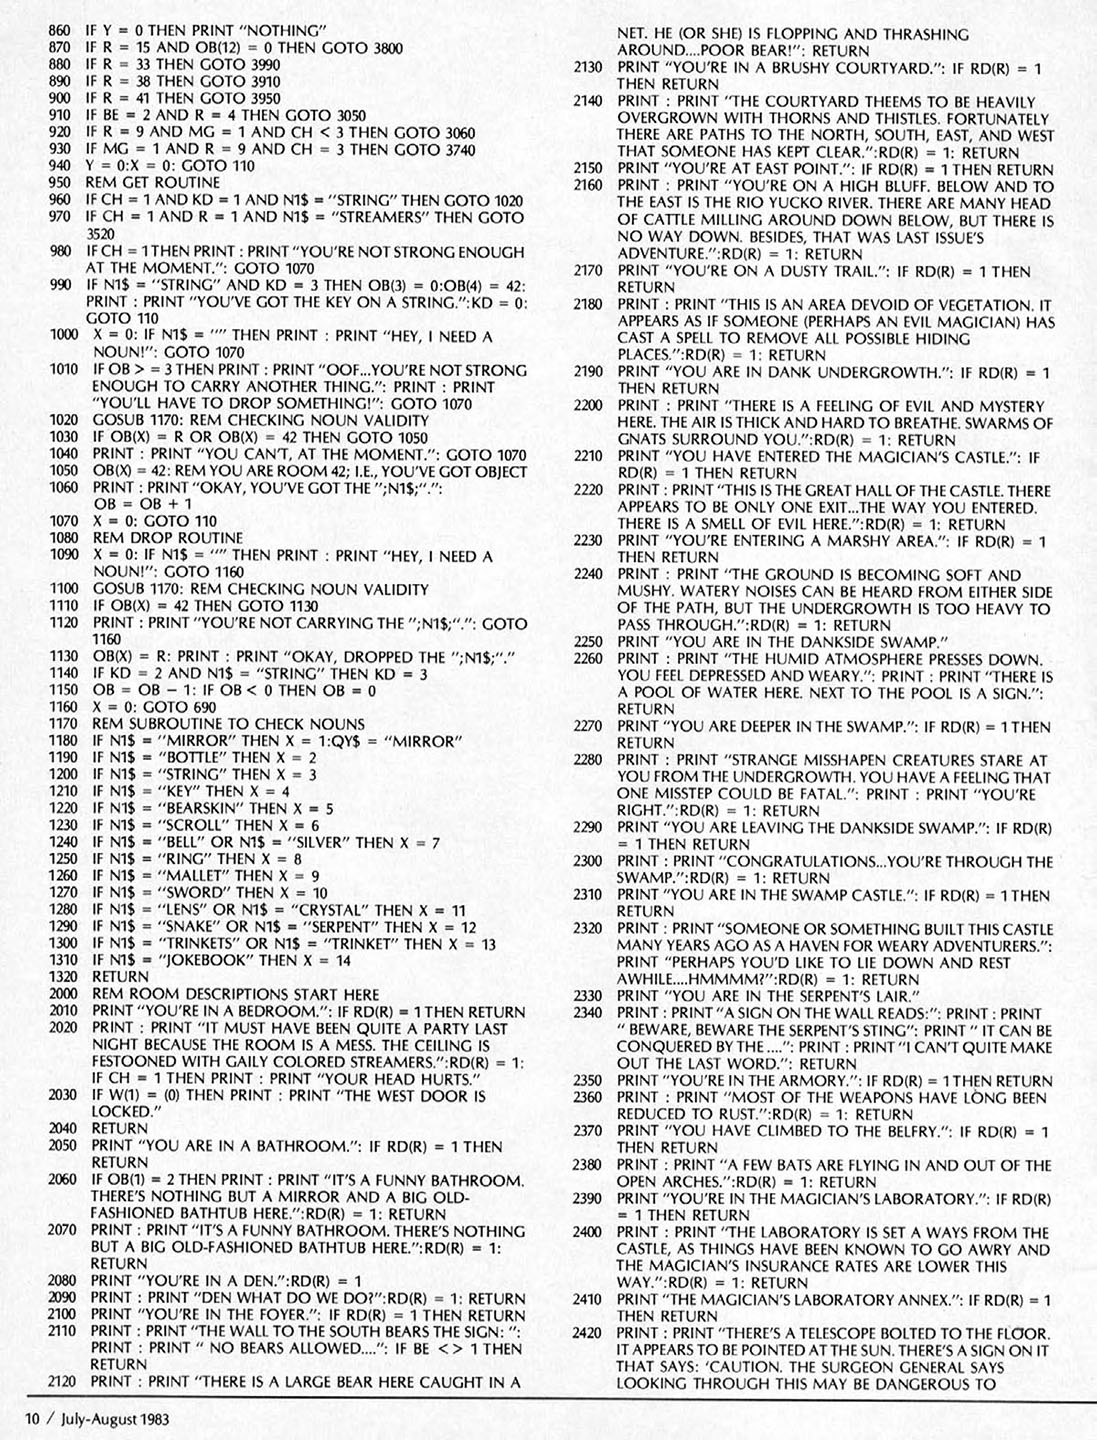 860 IF Y = 0 THEN PRINT "NOTHING"
870 IF R = 15 AND OB(12) = 0 THEN GOTO 3800
880 IF R = 33 THEN GOTO 3990
890 IF R = 38 THEN GOTO 3910
900 IF R = 41 THEN GOTO 3950
910 IF BE = 2 AND R = 4 THEN GOTO 3050
920 IF R = 9 AND MG = 1 AND CH < 3 THEN GOTO 3060
930 IF MG = 1 AND R = 9 AND CH = 3 THEN GOTO 3740
940 Y = 0:X = 0: GOTO 110
950 REM GET ROUTINE
960 IF CH = 1 AND KD = 1 AND N1$ = "STRING" THEN GOTO 1020
970 IF CH = 1 AND R = 1 AND N1$ = "STREAMERS" THEN GOTO
3520
980 IF CH = 1 THEN PRINT : PRINT "YOU'RE NOT STRONG ENOUGH
AT THE MOMENT.": GOTO 1070
990 IF N1$ = "STRING" AND KD = 3 THEN OB(3) = 0:OB(4) = 42:
PRINT : PRINT "YOU'VE GOT THE KEY ON A STRING.":KD = 0:
GOTO 110
1000 X = 0: IF N1$ = "" THEN PRINT : PRINT "HEY, I NEED A
NOUN!": GOTO 1070
1010 IF OB > = 3 THEN PRINT : PRINT "OOF...YOU'RE NOT STRONG
ENOUGH TO CARRY ANOTHER THING.": PRINT : PRINT
"YOU'LL HAVE TO DROP SOMETHING!": GOTO 1070
1020 GOSUB 1170: REM CHECKING NOUN VALIDITY
1030 IF OB(X) = R OR OB(X) = 42 THEN GOTO 1050
1040 PRINT : PRINT "YOU CAN'T, AT THE MOMENT.": GOTO 1070
1050 OB(X) = 42: REM YOU ARE ROOM 42; I.E., YOU'VE GOT OBJECT
1060 PRINT : PRINT "OKAY, YOU'VE GOT THE ";N1$;".":
OB = OB + 1
1070 X = 0: GOTO 110
1080 REM DROP ROUTINE
1090 X = 0: IF N1$ = "" THEN PRINT : PRINT "HEY, I NEED A
NOUN!": GOTO 1160
1100 GOSUB 1170: REM CHECKING NOUN VALIDITY
1110 IF OB(X) = 42 THEN GOTO 1130
1120 PRINT : PRINT "YOU'RE NOT CARRYING THE ";N1$;".": GOTO
1160
1130 OB(X) = R: PRINT : PRINT "OKAY, DROPPED THE ";N1$;"."
1140 IF KD = 2 AND N1$ = "STRING" THEN KD = 3
1150 OB = OB - 1: IF OB < 0 THEN OB = 0
1160 X = 0: GOTO 690
1170 REM SUBROUTINE TO CHECK NOUNS
1180 IF N1$ = "MIRROR" THEN X = 1:QY$ = "MIRROR"
1190 IF N1$ = "BOTTLE" THEN X = 2
1200 IF N1$ = "STRING" THEN X = 3
1210 IF N1$ = "KEY" THEN X = 4
1220 IF N1$ = "BEARSKIN" THEN X = 5
1230 IF N1$ = "SCROLL" THEN X = 6
1240 IF N1$ = "BELL" OR N1$ = "SILVER" THEN X = 7
1250 IF N1$ = "RING" THEN X = 8
1260 IF N1$ = "MALLET" THEN X = 9
1270 IF N1$ = "SWORD" THEN X = 10
1280 IF N1$ = "LENS" OR N1$ = "CRYSTAL" THEN X = 11
1290 IF N1$ = "SNAKE" OR N1$ = "SERPENT" THEN X = 12
1300 IF N1$ = "TRINKETS" OR N1$ = "TRINKET" THEN X = 13
1310 IF N1$ = "JOKEBOOK" THEN X = 14
1320 RETURN
2000 REM ROOM DESCRIPTIONS START HERE
2010 PRINT "YOU'RE IN A BEDROOM.": IF RD(R) = 1 THEN RETURN
2020 PRINT : PRINT "IT MUST HAVE BEEN QUITE A PARTY LAST
NIGHT BECAUSE THE ROOM IS A MESS. THE CEILING IS
FESTOONED WITH GAILY COLORED STREAMERS.":RD(R) = 1:
IF CH = 1 THEN PRINT : PRINT "YOUR HEAD HURTS."
2030 IF W(1) = (0) THEN PRINT : PRINT "THE WEST DOOR IS
LOCKED."
2040 RETURN
2050 PRINT "YOU ARE IN A BATHROOM.": IF RD(R) = 1 THEN
RETURN
2060 IF OB(1) = 2 THEN PRINT : PRINT "IT'S A FUNNY BATHROOM.
THERE'S NOTHING BUT A MIRROR AND A BIG OLD-
FASHIONED BATHTUB HERE.":RD(R) = 1: RETURN
2070 PRINT : PRINT "IT'S A FUNNY BATHROOM. THERE'S NOTHING
BUT A BIG OLD-FASHIONED BATHTUB HERE.":RD(R) = 1:
RETURN
2080 PRINT "YOU'RE IN A DEN.":RD(R) = 1
2090 PRINT : PRINT "DEN WHAT DO WE DO?":RD(R) = 1: RETURN
2100 PRINT "YOU'RE IN THE FOYER.": IF RD(R) = 1 THEN RETURN
2110 PRINT : PRINT "THE WALL TO THE SOUTH BEARS THE SIGN: ":
PRINT : PRINT " NO BEARS ALLOWED....": IF BE < > 1 THEN
RETURN
2120 PRINT : PRINT "THERE IS A LARGE BEAR HERE CAUGHT IN A
NET. HE (OR SHE) IS FLOPPING AND THRASHING
AROUND....POOR BEAR!": RETURN
2130 PRINT "YOU'RE IN A BRUSHY COURTYARD.": IF RD(R) = 1
THEN RETURN
2140 PRINT : PRINT "THE COURTYARD THEEMS TO BE HEAVILY
OVERGROWN WITH THORNS AND THISTLES. FORTUNATELY
THERE ARE PATHS TO THE NORTH, SOUTH, EAST, AND WEST
THAT SOMEONE HAS KEPT CLEAR.":RD(R) = 1: RETURN
2150 PRINT "YOU'RE AT EAST POINT.": IF RD(R) = 1 THEN RETURN
2160 PRINT : PRINT "YOU'RE ON A HIGH BLUFF. BELOW AND TO
THE EAST IS THE RIO YUCKO RIVER. THERE ARE MANY HEAD
OF CATTLE MILLING AROUND DOWN BELOW, BUT THERE IS
NO WAY DOWN. BESIDES, THAT WAS LAST ISSUE'S
ADVENTURE.":RD(R) = 1: RETURN
2170 PRINT "YOU'RE ON A DUSTY TRAIL.": IF RD(R) = 1 THEN
RETURN
2180 PRINT : PRINT "THIS IS AN AREA DEVOID OF VEGETATION. IT
APPEARS AS IF SOMEONE (PERHAPS AN EVIL MAGICIAN) HAS
CAST A SPELL TO REMOVE ALL POSSIBLE HIDING
PLACES.":RD(R) = 1: RETURN
2190 PRINT "YOU ARE IN DANK UNDERGROWTH.": IF RD(R) = 1
THEN RETURN
2200 PRINT : PRINT "THERE IS A FEELING OF EVIL AND MYSTERY
HERE. THE AIR IS THICK AND HARD TO BREATHE. SWARMS OF
GNATS SURROUND YOU.":RD(R) = 1: RETURN
2210 PRINT "YOU HAVE ENTERED THE MAGICIAN'S CASTLE.": IF
RD(R) = 1 THEN RETURN
2220 PRINT : PRINT "THIS IS THE GREAT HALL OF THE CASTLE. THERE
APPEARS TO BE ONLY ONE EXIT...THE WAY YOU ENTERED.
THERE IS A SMELL OF EVIL HERE.":RD(R) = 1: RETURN
2230 PRINT "YOU'RE ENTERING A MARSHY AREA.": IF RD(R) = 1
THEN RETURN
2240 PRINT : PRINT "THE GROUND IS BECOMING SOFT AND
MUSHY. WATERY NOISES CAN BE HEARD FROM EITHER SIDE
OF THE PATH, BUT THE UNDERGROWTH IS TOO HEAVY TO
PASS THROUGH.":RD(R) = 1: RETURN
2250 PRINT "YOU ARE IN THE DANKSIDE SWAMP."
2260 PRINT : PRINT "THE HUMID ATMOSPHERE PRESSES DOWN.
YOU FEEL DEPRESSED AND WEARY.": PRINT : PRINT "THERE IS
A POOL OF WATER HERE. NEXT TO THE POOL IS A SIGN.":
RETURN
2270 PRINT "YOU ARE DEEPER IN THE SWAMP.": IF RD(R) = 1 THEN
RETURN
2280 PRINT : PRINT "STRANGE MISSHAPEN CREATURES STARE AT
YOU FROM THE UNDERGROWTH. YOU HAVE A FEELING THAT
ONE MISSTEP COULD BE FATAL.": PRINT : PRINT "YOU'RE
RIGHT.":RD(R) = 1: RETURN
2290 PRINT "YOU ARE LEAVING THE DANKSIDE SWAMP.": IF RD(R)
= 1 THEN RETURN
2300 PRINT : PRINT "CONGRATULATIONS...YOU'RE THROUGH THE
SWAMP.":RD(R) = 1: RETURN
2310 PRINT "YOU ARE IN THE SWAMP CASTLE.": IF RD(R) = 1 THEN
RETURN
2320 PRINT : PRINT "SOMEONE OR SOMETHING BUILT THIS CASTLE
MANY YEARS AGO AS A HAVEN FOR WEARY ADVENTURERS.":
PRINT "PERHAPS YOU'D LIKE TO LIE DOWN AND REST
AWHILE....HMMMM?":RD(R) = 1: RETURN
2330 PRINT "YOU ARE IN THE SERPENT'S LAIR."
2340 PRINT : PRINT "A SIGN ON THE WALL READS:": PRINT : PRINT
" BEWARE, BEWARE THE SERPENT'S STING": PRINT " IT CAN BE
CONQUERED BY THE ....": PRINT : PRINT "I CAN'T QUITE MAKE
OUT THE LAST WORD.": RETURN
2350 PRINT "YOU'RE IN THE ARMORY.": IF RD(R) = 1 THEN RETURN
2360 PRINT : PRINT "MOST OF THE WEAPONS HAVE LONG BEEN
REDUCED TO RUST.":RD(R) = 1: RETURN
2370 PRINT "YOU HAVE CLIMBED TO THE BELFRY.": IF RD(R) = 1
THEN RETURN
2380 PRINT : PRINT "A FEW BATS ARE FLYING IN AND OUT OF THE
OPEN ARCHES.":RD(R) = 1: RETURN
2390 PRINT "YOU'RE IN THE MAGICIAN'S LABORATORY.": IF RD(R)
= 1 THEN RETURN
2400 PRINT : PRINT "THE LABORATORY IS SET A WAYS FROM THE
CASTLE, AS THINGS HAVE BEEN KNOWN TO GO AWRY AND
THE MAGICIAN'S INSURANCE RATES ARE LOWER THIS
WAY.":RD(R) = 1: RETURN
2410 PRINT "THE MAGICIAN'S LABORATORY ANNEX.": IF RD(R) = 1
THEN RETURN
2420 PRINT : PRINT "THERE'S A TELESCOPE BOLTED TO THE FLOOR.
IT APPEARS TO BE POINTED AT THE SUN. THERE'S A SIGN ON IT
THAT SAYS: 'CAUTION. THE SURGEON GENERAL SAYS
LOOKING THROUGH THIS MAY BE DANGEROUS TO
10 / July-August 1983